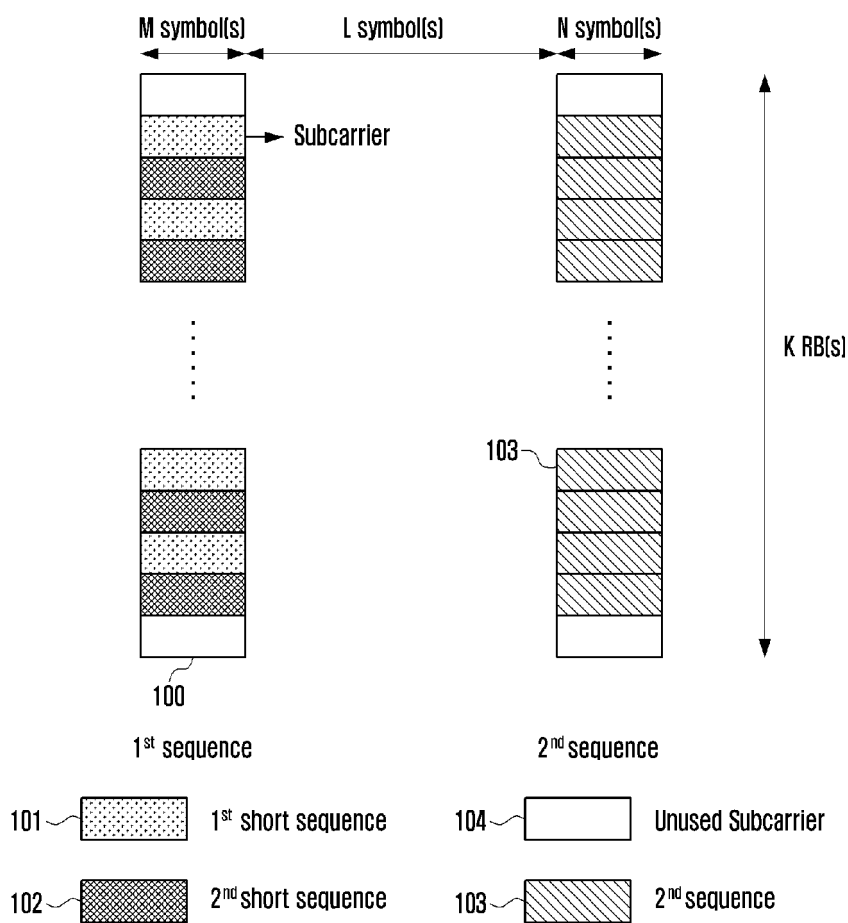 M symbol(s) L symbol(s) N symbol(s)
Subcarrier
K RB(s)
103
100
1st sequence 2nd sequence
101 1st short sequence 104 Unused Subcarrier
102 2nd short sequence 103 2nd sequence